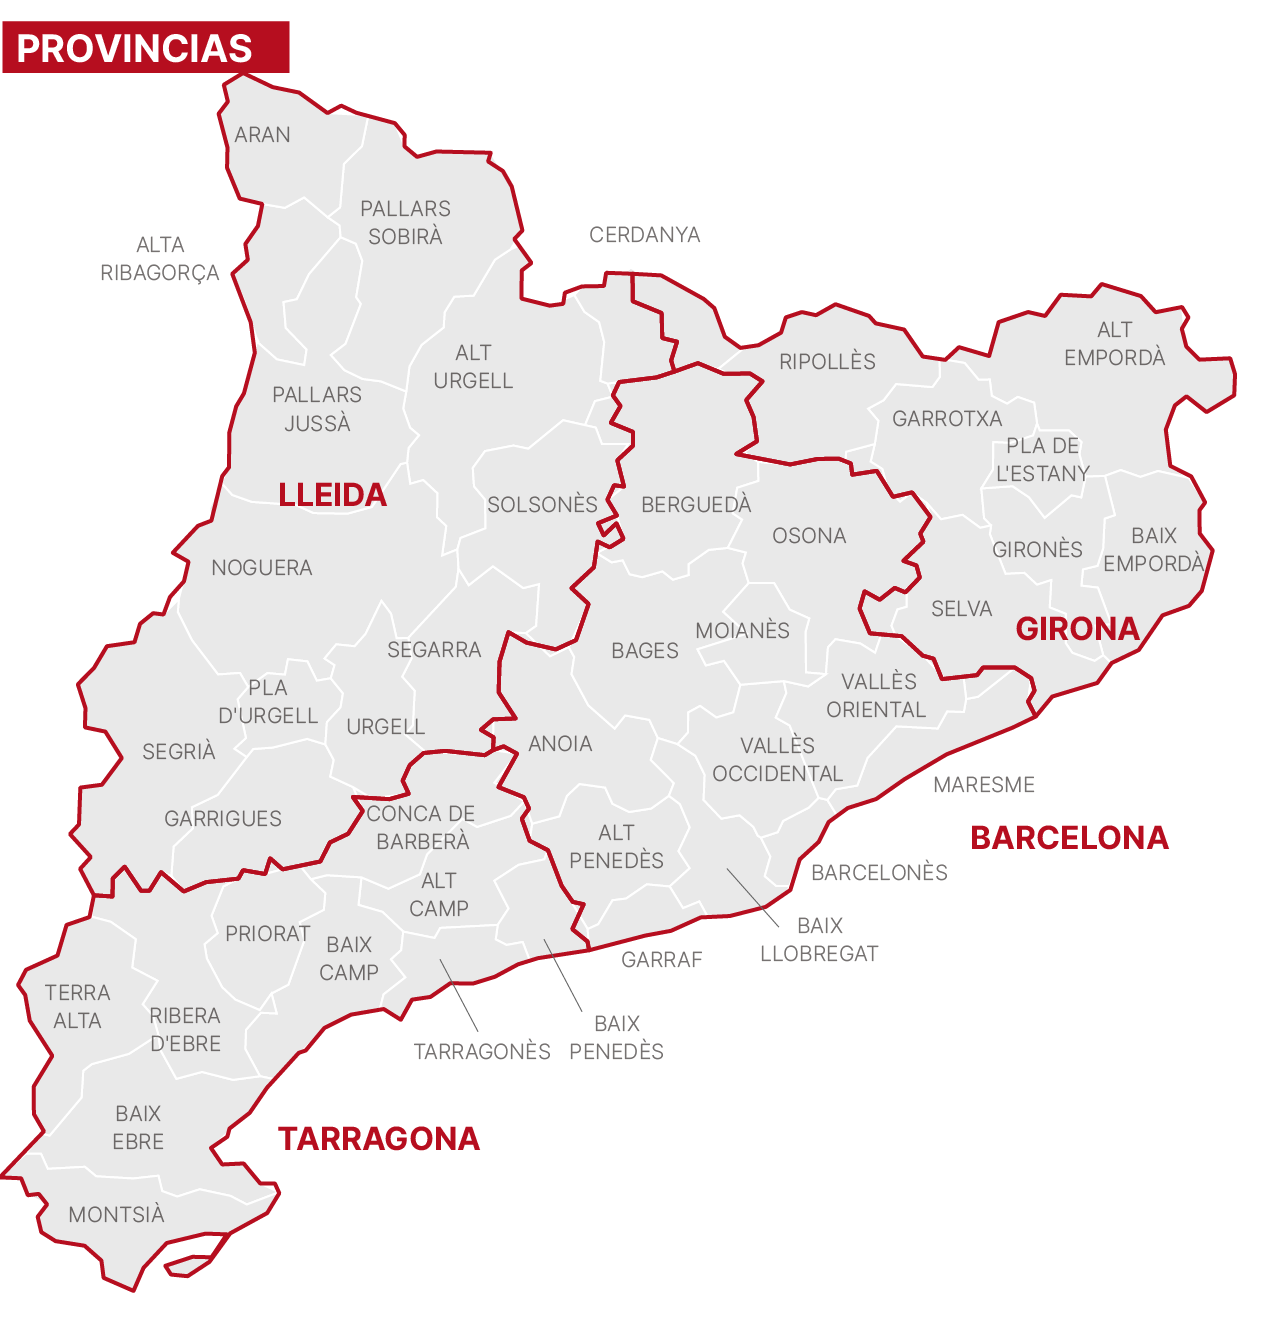 PROVINCIAS
ARAN
PALLARS
SOBIRÀ
ALTA
RIBAGORÇA
CERDANYA
ALT
URGELL
PALLARS
JUSSÀ
RIPOLLÈS
ALT
EMPORDÀ
GARROTXA
PLA DE
L'ESTANY
LLEIDA
SOLSONÈS
BERGUEDÀ
OSONA
GIRONÈS
BAIX
EMPORDÀ
NOGUERA
SELVA
GIRONA
SEGARRA
BAGES
MOIANÈS
PLA
D'URGELL
URGELL
VALLÈS
ORIENTAL
SEGRIÀ
ANOIA
VALLÈS
OCCIDENTAL
MARESME
GARRIGUES
CONCA DE
BARBERÀ
ALT
PENEDÈS
BARCELONA
BARCELONÈS
ALT
CAMP
PRIORAT
BAIX
CAMP
BAIX
LLOBREGAT
GARRAF
TERRA
ALTA
RIBERA
D'EBRE
TARRAGONÈS
BAIX
PENEDÈS
BAIX
EBRE
TARRAGONA
MONTSIÀ